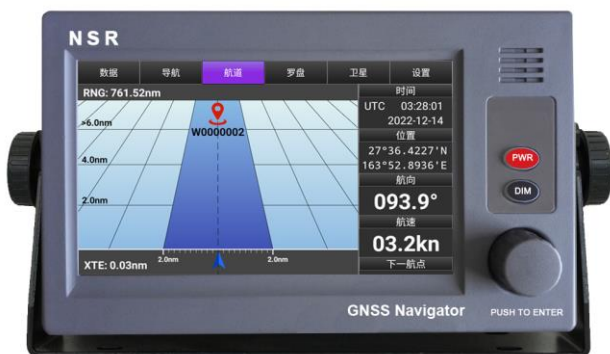 NSR
数据 导航 航道 罗盘 卫星 设置
RNG: 761.52nm
>6.0nm
W0000002
4.0nm
2.0nm
2.0nm 2.0nm
XTE: 0.03nm
时间
UTC 03:28:01
2022-12-14
位置
27°36.4227'N
163°52.8936'E
航向
093.9°
航速
03.2kn
下一航点
PWR
DIM
GNSS Navigator
PUSH TO ENTER